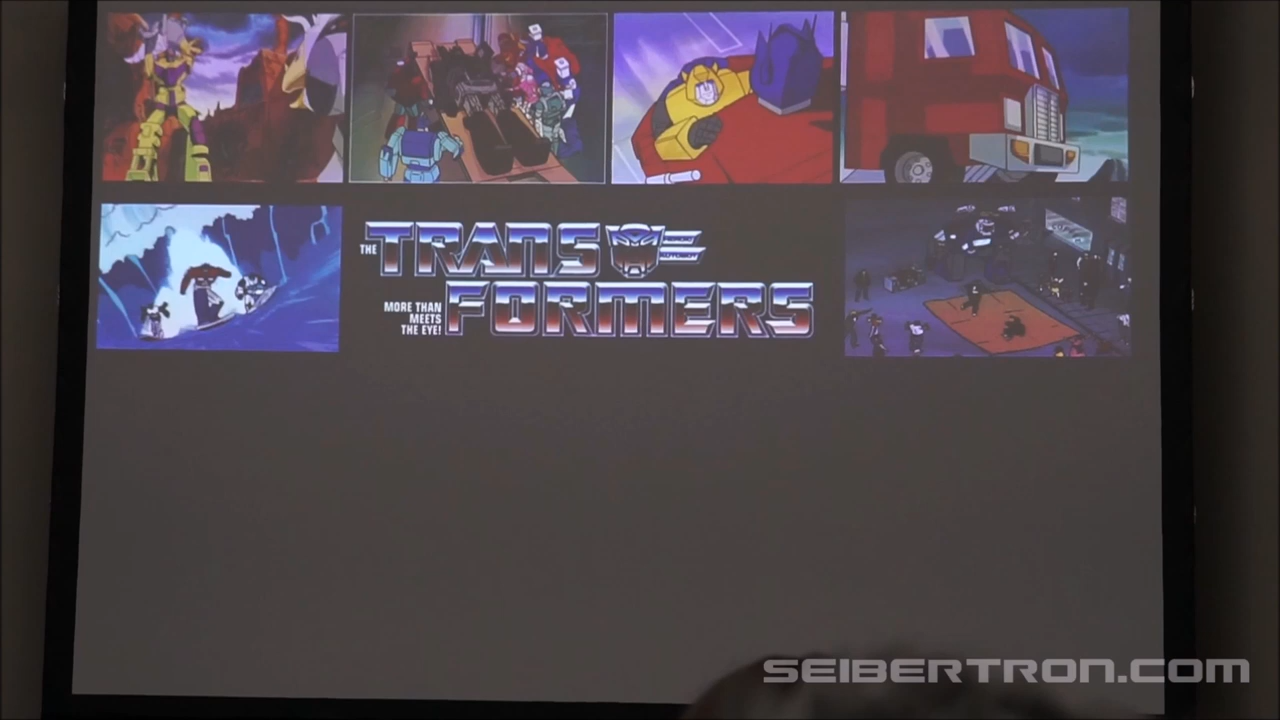 THE TRANS
FORMERS
MORE THAN
MEETS
THE EYE!
SEIBERTRON.COM